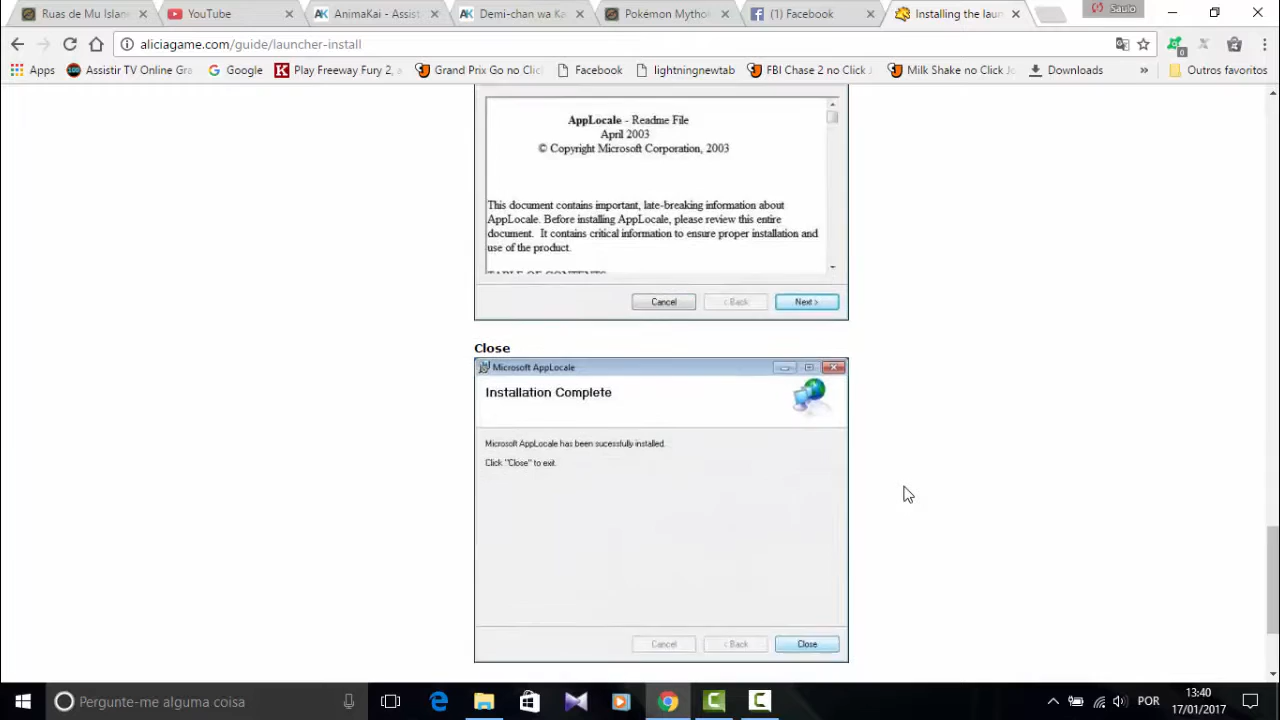 Ruas de Mu Islan
YouTube
AnimaKai - Assist
Demi-chan wa Ka
Pokémon Mytho
(1) Facebook
Installing the laun
Saulo
aliciagame.com/guide/launcher-install
Apps
Assistir TV Online Gra
Google
Play Freeway Fury 2, a
Grand Prix Go no Clic
Facebook
lightningnewtab
FBI Chase 2 no Click
Milk Shake no Click Jo
Downloads
»
Outros favoritos
AppLocale - Readme File
April 2003
© Copyright Microsoft Corporation, 2003
This document contains important, late-breaking information about
AppLocale. Before installing AppLocale, please review this entire
document. It contains critical information to ensure proper installation and
use of the product.
TABLE OF CONTENTS
Cancel
< Back
Next >
Close
Microsoft AppLocale
Installation Complete
Microsoft AppLocale has been sucessfully installed.
Click "Close" to exit.
Cancel
< Back
Close
Pergunte-me alguma coisa
POR
13:40
17/01/2017